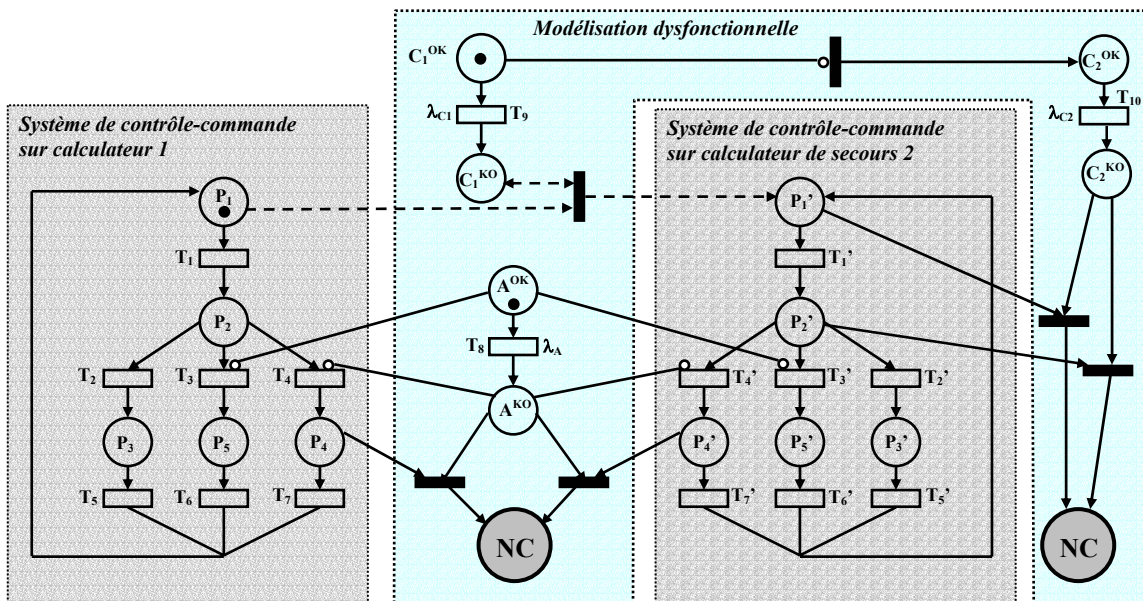 Modélisation dysfonctionnelle
C₁ᴼᴷ
C₂ᴼᴷ
λC1
T₉
λC2
T₁₀
Système de contrôle-commande
sur calculateur 1
Système de contrôle-commande
sur calculateur de secours 2
C₁ᴷᴼ
C₂ᴷᴼ
P₁
P₁’
T₁
T₁’
Aᴼᴷ
P₂
P₂’
T₈
λA
T₂
T₃
T₄
T₄’
T₃’
T₂’
Aᴷᴼ
P₃
P₅
P₄
P₄’
P₅’
P₃’
T₅
T₆
T₇
T₇’
T₆’
T₅’
NC
NC